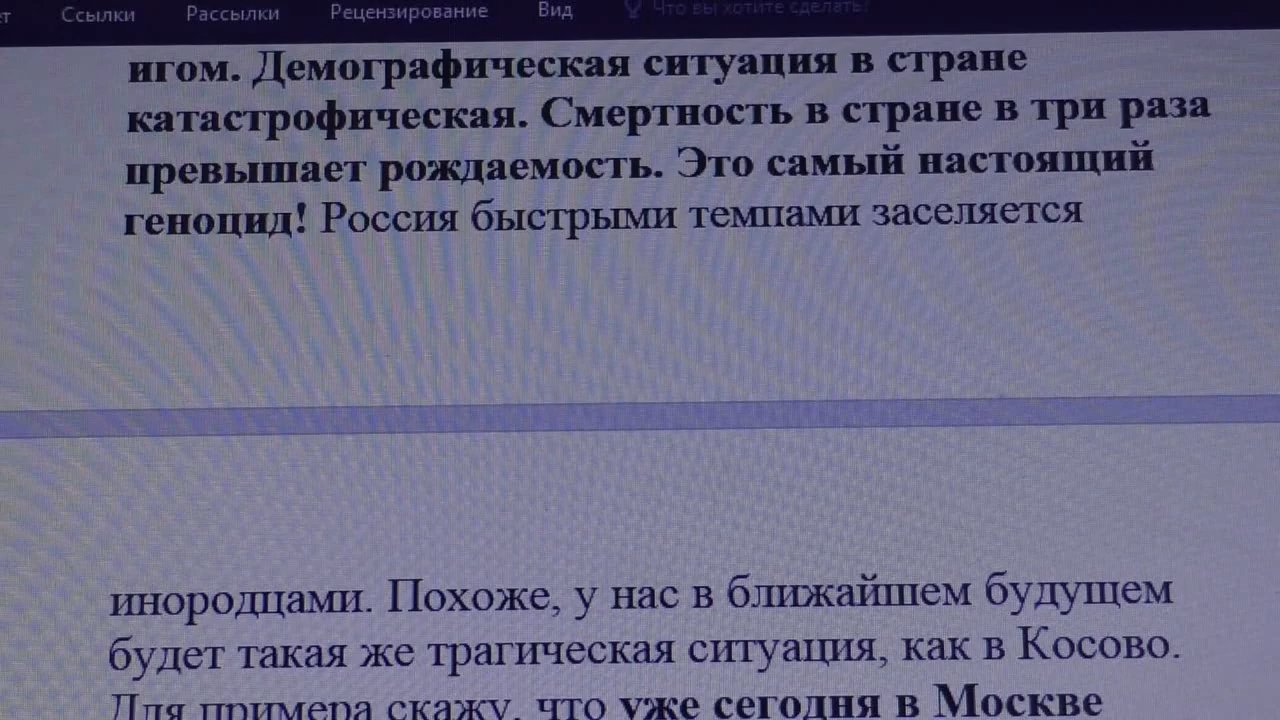 Ссылки Рассылки Рецензирование Вид Что вы хотите сделать?
игом. Демографическая ситуация в стране
катастрофическая. Смертность в стране в три раза
превышает рождаемость. Это самый настоящий
геноцид! Россия быстрыми темпами заселяется
инородцами. Похоже, у нас в ближайшем будущем
будет такая же трагическая ситуация, как в Косово.
Для примера скажу, что уже сегодня в Москве